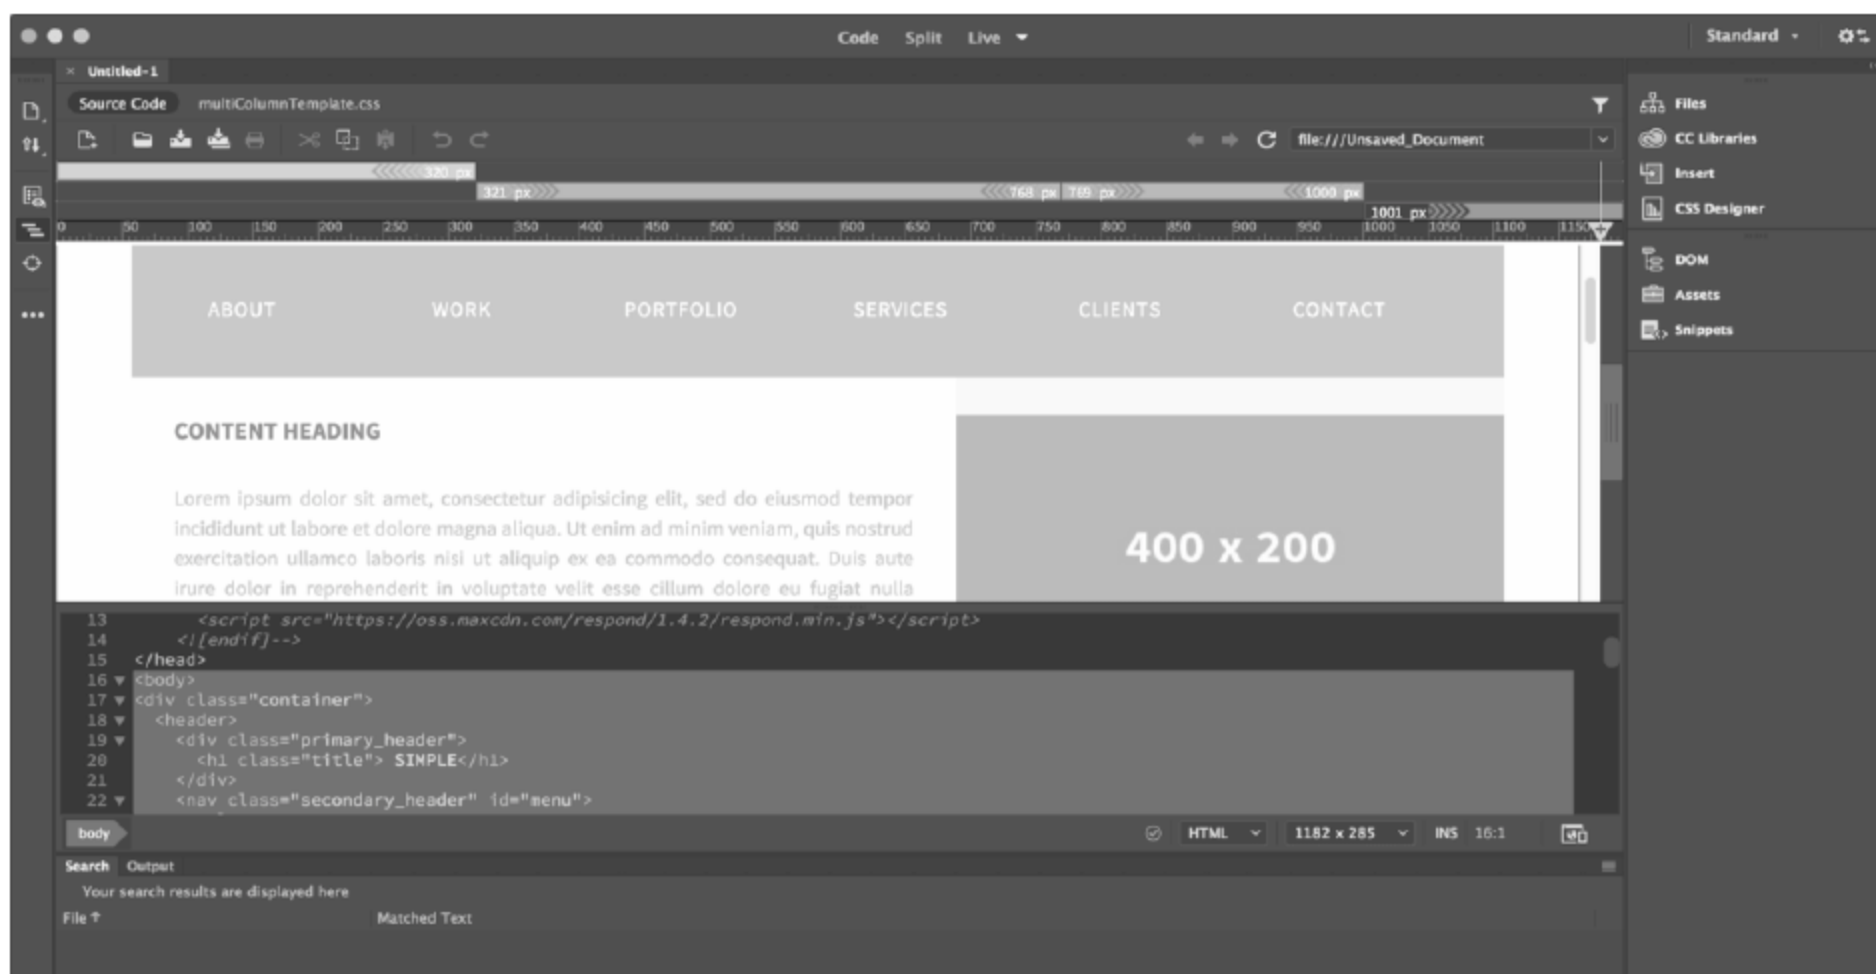 Code Split Live
Standard
× Untitled-1
Source Code multiColumnTemplate.css
file:///Unsaved_Document
320 px
321 px 768 px 769 px 1000 px
1001 px
0 50 100 150 200 250 300 350 400 450 500 550 600 650 700 750 800 850 900 950 1000 1050 1100 1150
ABOUT WORK PORTFOLIO SERVICES CLIENTS CONTACT
CONTENT HEADING
Lorem ipsum dolor sit amet, consectetur adipisicing elit, sed do eiusmod tempor
incididunt ut labore et dolore magna aliqua. Ut enim ad minim veniam, quis nostrud
exercitation ullamco laboris nisi ut aliquip ex ea commodo consequat. Duis aute
irure dolor in reprehenderit in voluptate velit esse cillum dolore eu fugiat nulla
400 x 200
13 <script src="https://oss.maxcdn.com/respond/1.4.2/respond.min.js"></script>
14 <![endif]-->
15 </head>
16 <body>
17 <div class="container">
18 <header>
19 <div class="primary_header">
20 <h1 class="title"> SIMPLE</h1>
21 </div>
22 <nav class="secondary_header" id="menu">
body
HTML 1182 x 285 INS 16:1
Search Output
Your search results are displayed here
File ↑ Matched Text
Files
CC Libraries
Insert
CSS Designer
DOM
Assets
Snippets